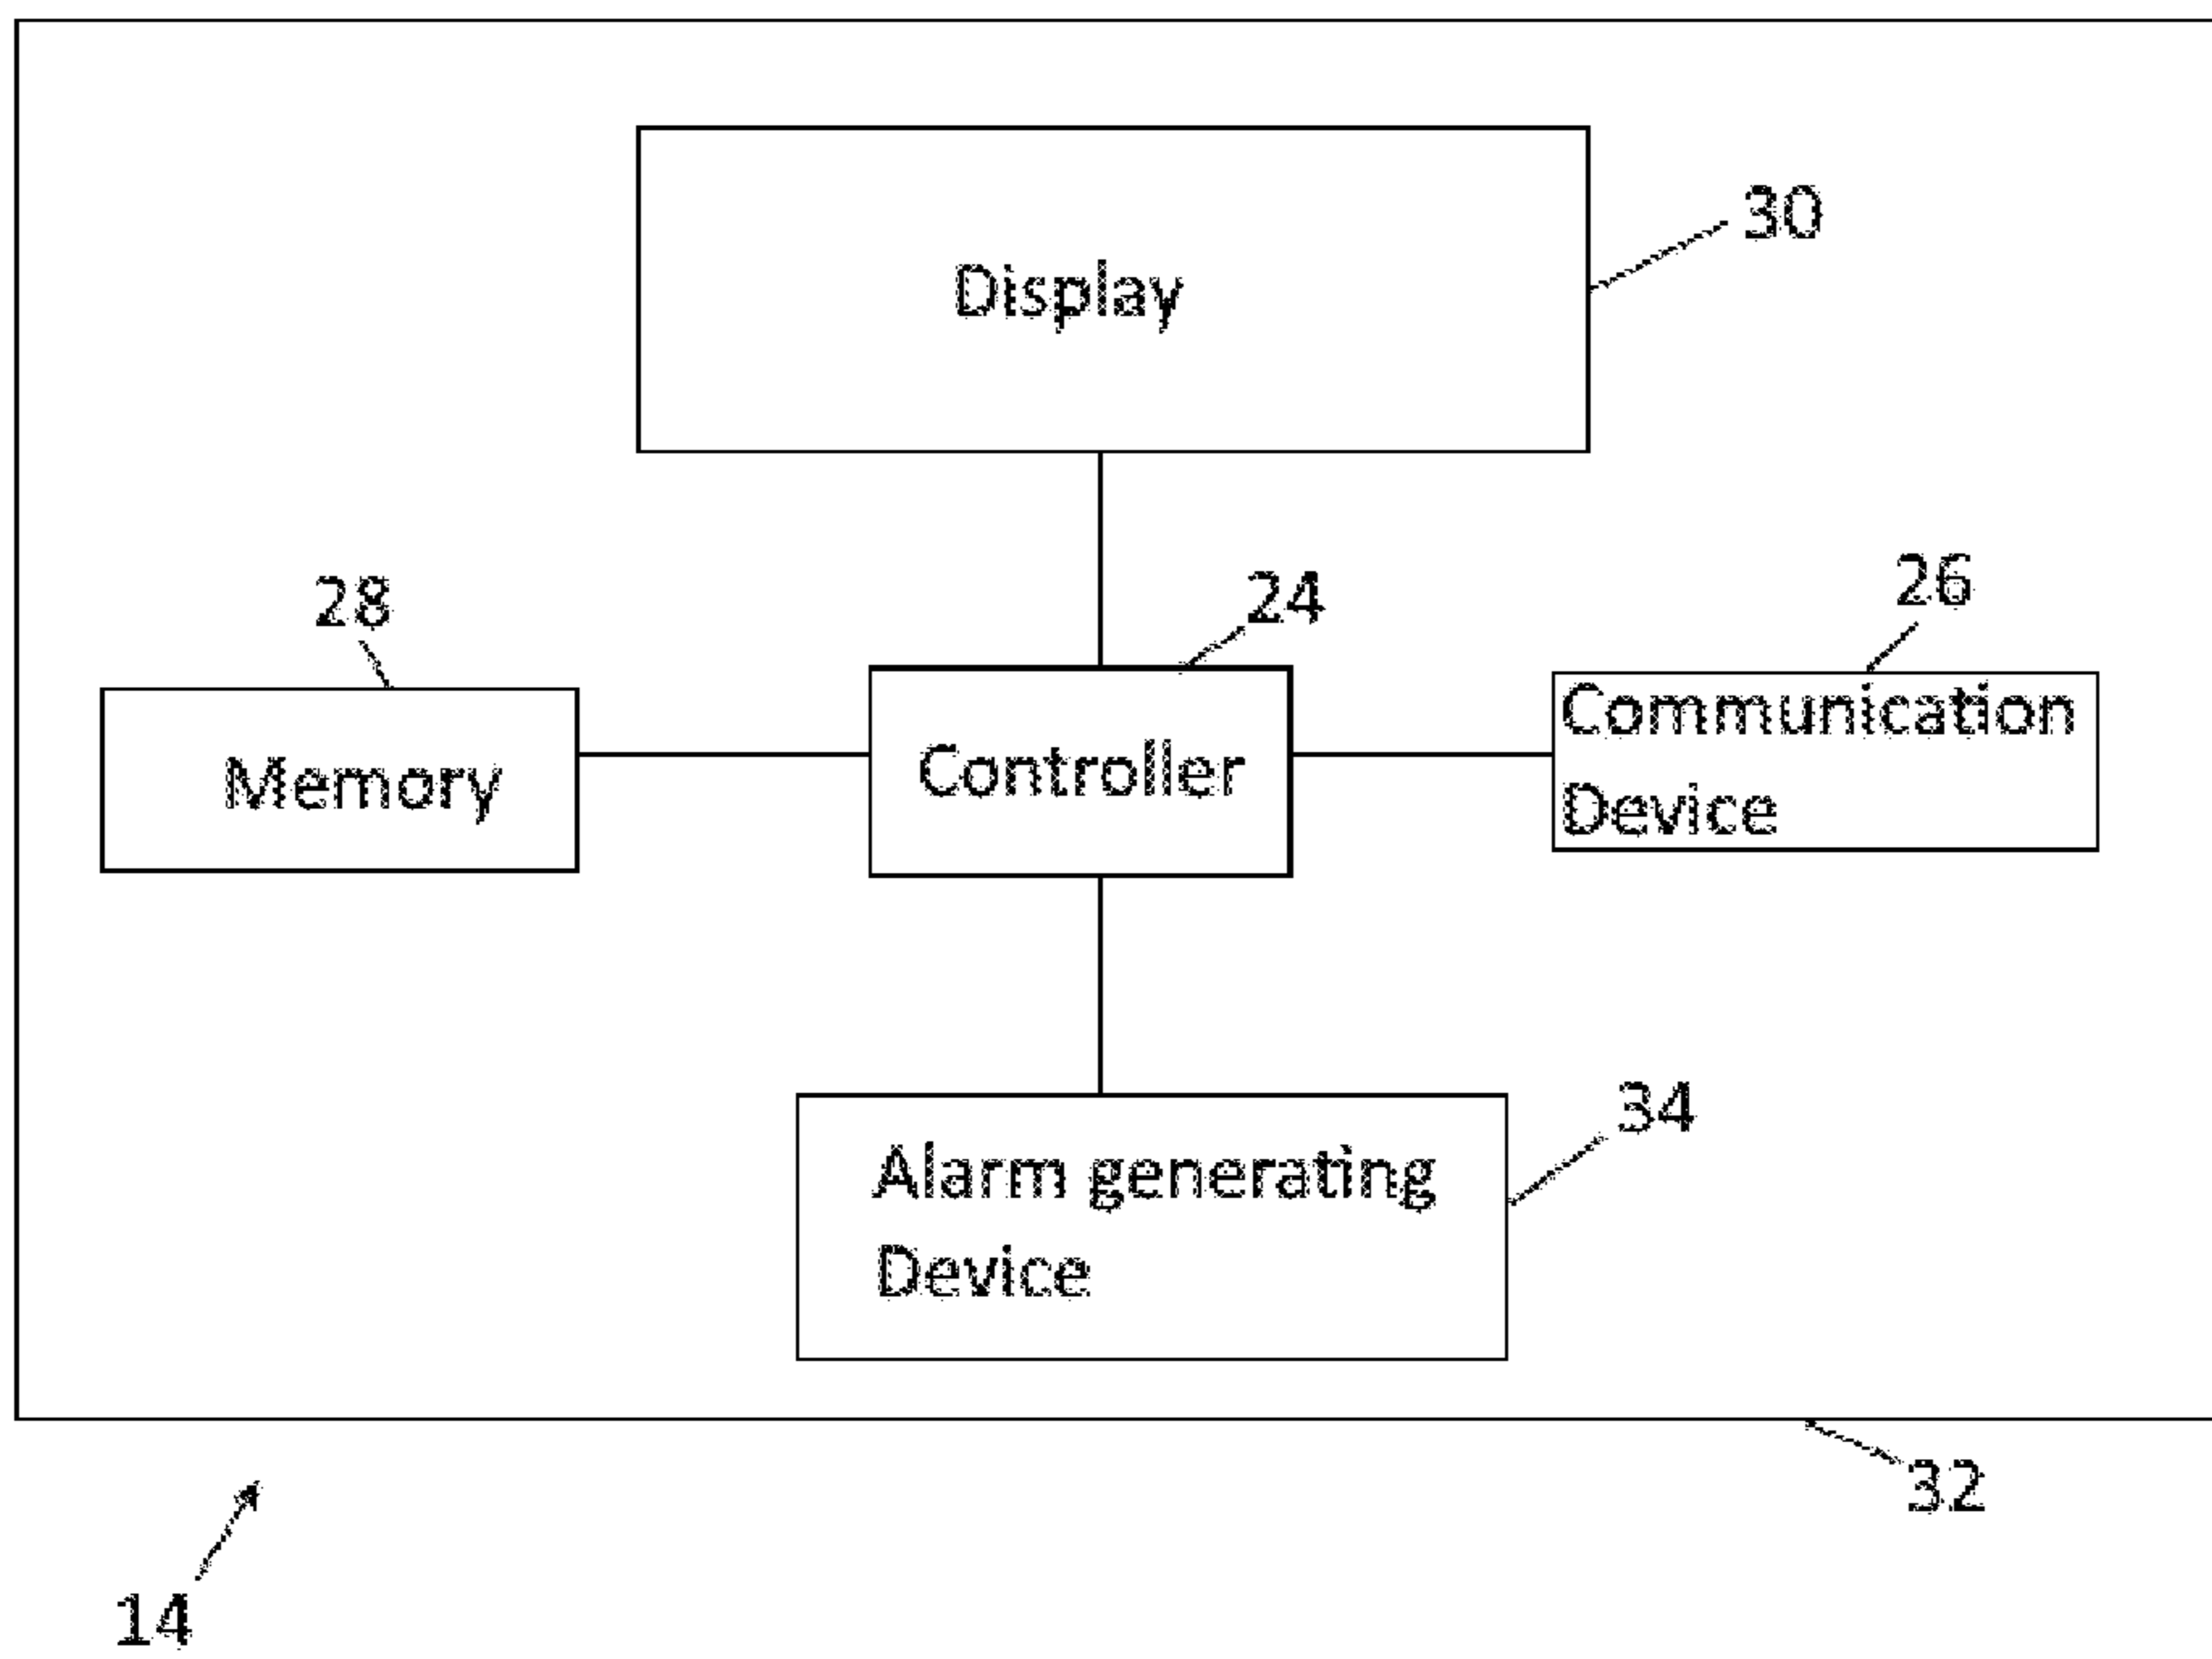 30
Display
28
24
26
Memory
Controller
Communication
Device
34
Alarm generating
Device
32
14